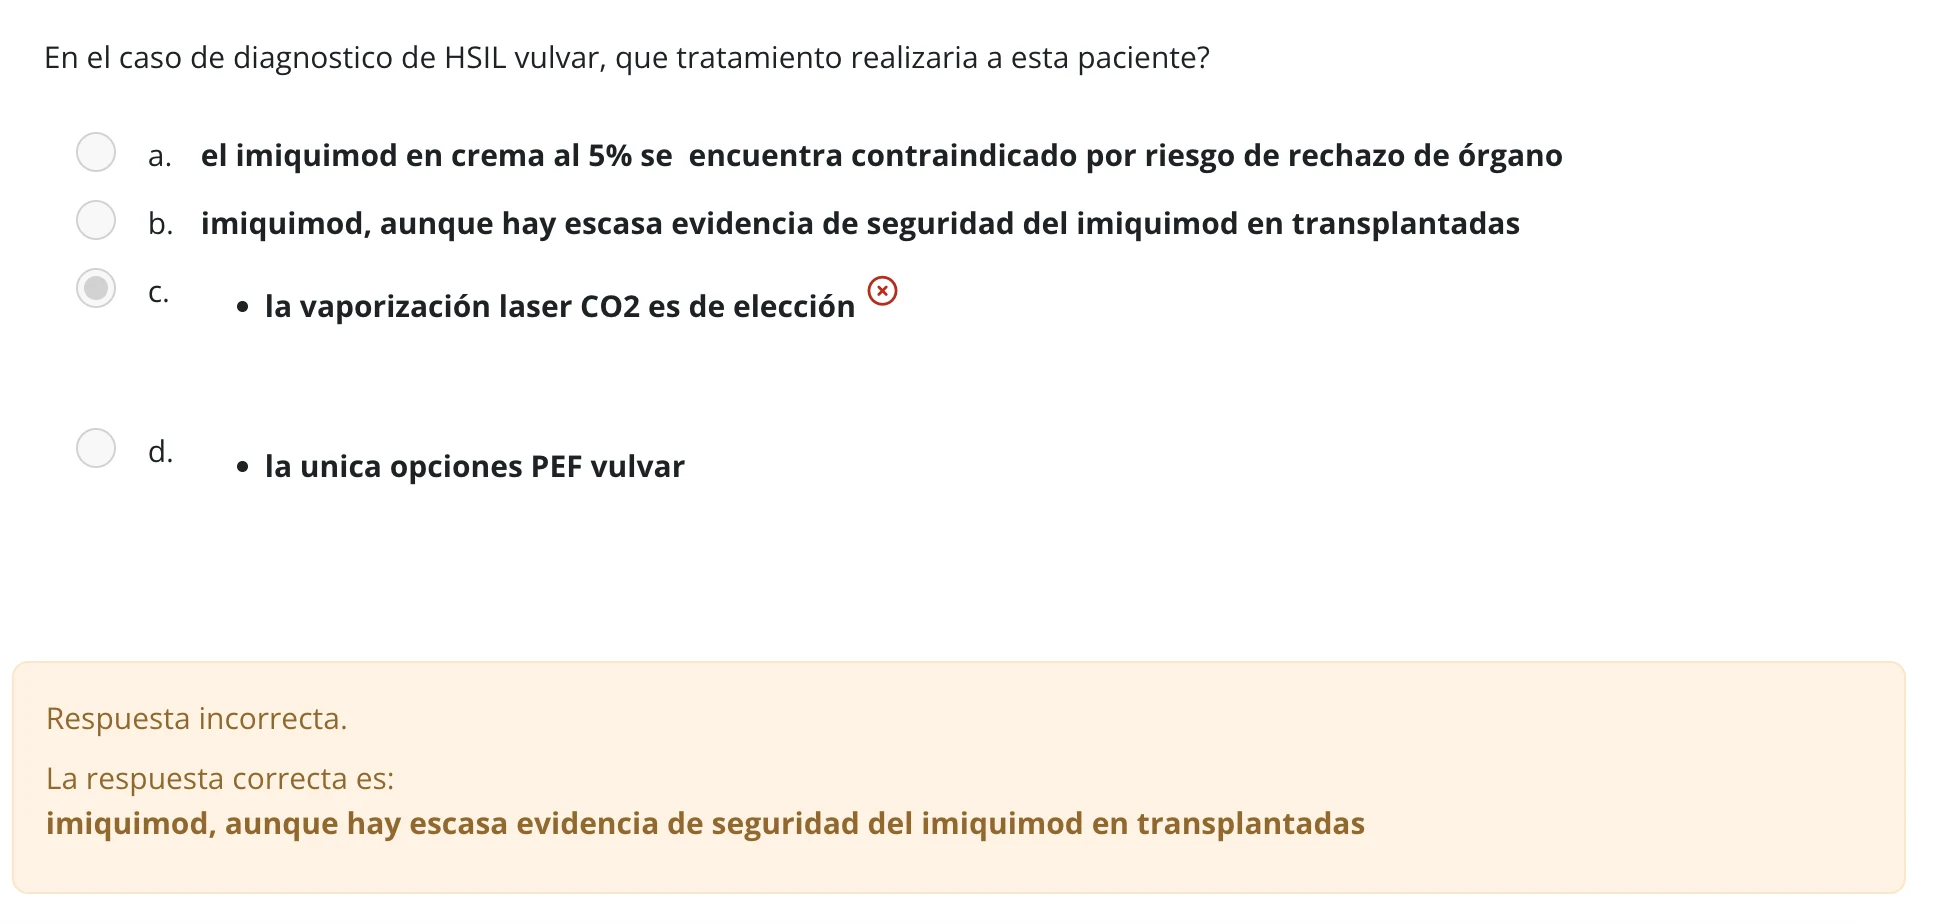 En el caso de diagnostico de HSIL vulvar, que tratamiento realizaria a esta paciente?
a. el imiquimod en crema al 5% se  encuentra contraindicado por riesgo de rechazo de órgano
b. imiquimod, aunque hay escasa evidencia de seguridad del imiquimod en transplantadas
c. • la vaporización laser CO2 es de elección
d. • la unica opciones PEF vulvar
Respuesta incorrecta.
La respuesta correcta es:
imiquimod, aunque hay escasa evidencia de seguridad del imiquimod en transplantadas